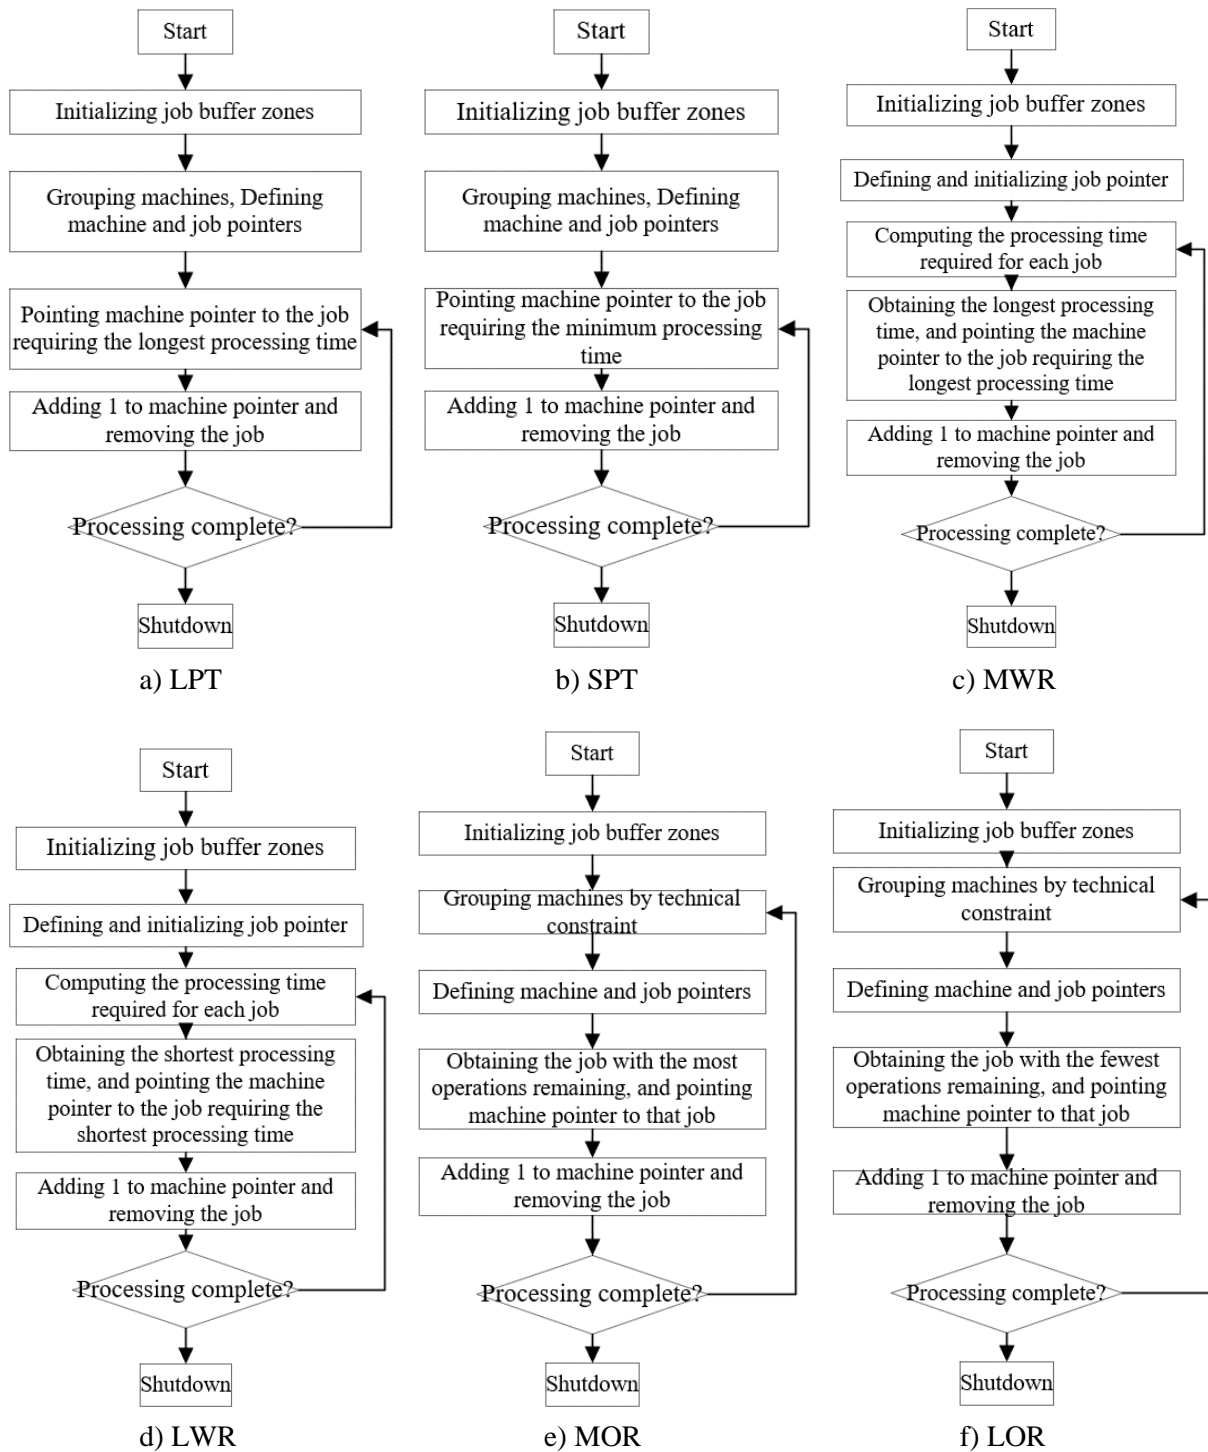 Start
Initializing job buffer zones
Grouping machines, Defining
machine and job pointers
Pointing machine pointer to the job
requiring the longest processing time
Adding 1 to machine pointer and
removing the job
Processing complete?
Shutdown
a) LPT
Start
Initializing job buffer zones
Grouping machines, Defining
machine and job pointers
Pointing machine pointer to the job
requiring the minimum processing
time
Adding 1 to machine pointer and
removing the job
Processing complete?
Shutdown
b) SPT
Start
Initializing job buffer zones
Defining and initializing job pointer
Computing the processing time
required for each job
Obtaining the longest processing
time, and pointing the machine
pointer to the job requiring the
longest processing time
Adding 1 to machine pointer and
removing the job
Processing complete?
Shutdown
c) MWR
Start
Initializing job buffer zones
Defining and initializing job pointer
Computing the processing time
required for each job
Obtaining the shortest processing
time, and pointing the machine
pointer to the job requiring the
shortest processing time
Adding 1 to machine pointer and
removing the job
Processing complete?
Shutdown
d) LWR
Start
Initializing job buffer zones
Grouping machines by technical
constraint
Defining machine and job pointers
Obtaining the job with the most
operations remaining, and pointing
machine pointer to that job
Adding 1 to machine pointer and
removing the job
Processing complete?
Shutdown
e) MOR
Start
Initializing job buffer zones
Grouping machines by technical
constraint
Defining machine and job pointers
Obtaining the job with the fewest
operations remaining, and pointing
machine pointer to that job
Adding 1 to machine pointer and
removing the job
Processing complete?
Shutdown
f) LOR